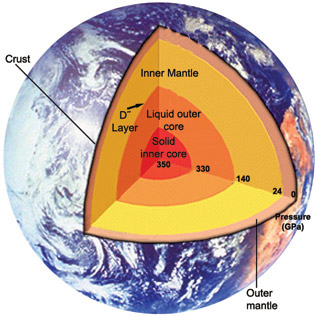 Crust
Inner Mantle
D"
Layer
Liquid outer
core
Solid
inner core
350
330
140
24
0
Pressure
(GPa)
Outer
mantle